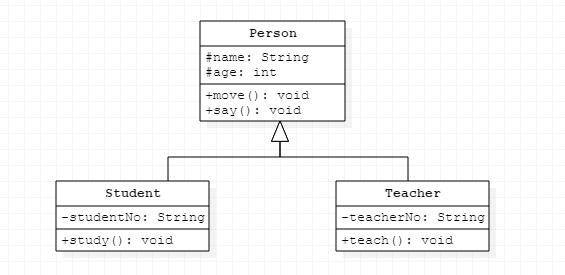 Person
#name: String
#age: int
+move(): void
+say(): void
Student
-studentNo: String
+study(): void
Teacher
-teacherNo: String
+teach(): void